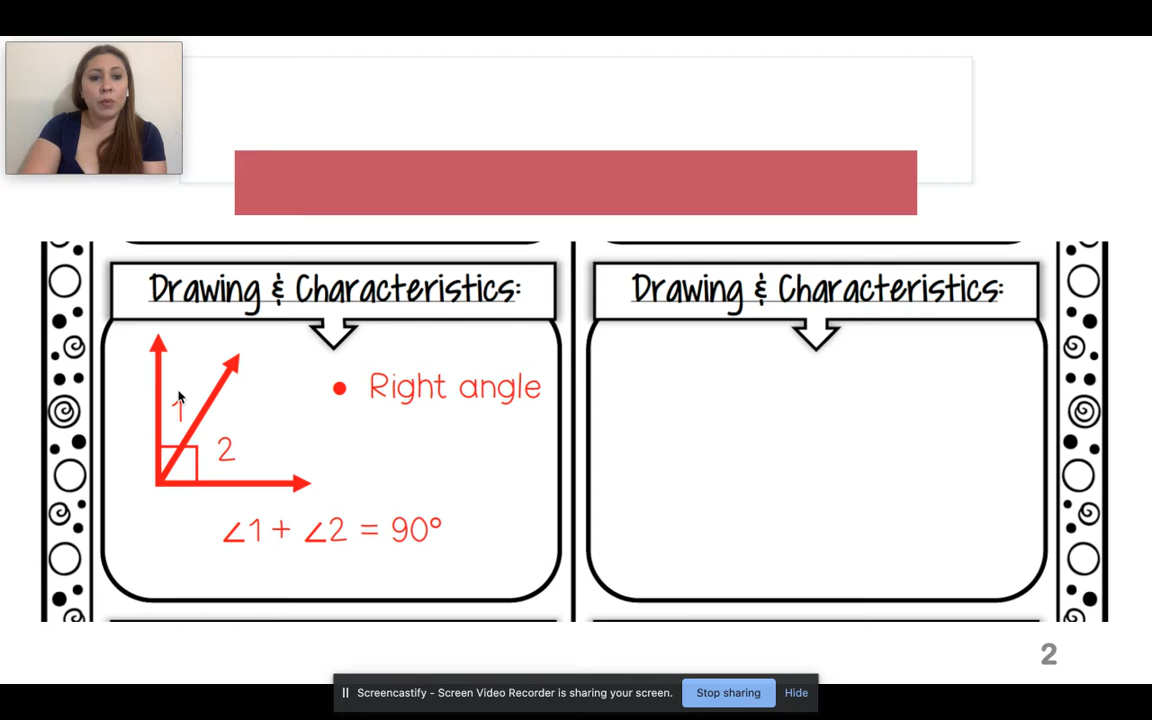 Drawing & Characteristics:
Drawing & Characteristics:
1
2
• Right angle
∠1 + ∠2 = 90°
2
Screencastify - Screen Video Recorder is sharing your screen. Stop sharing Hide